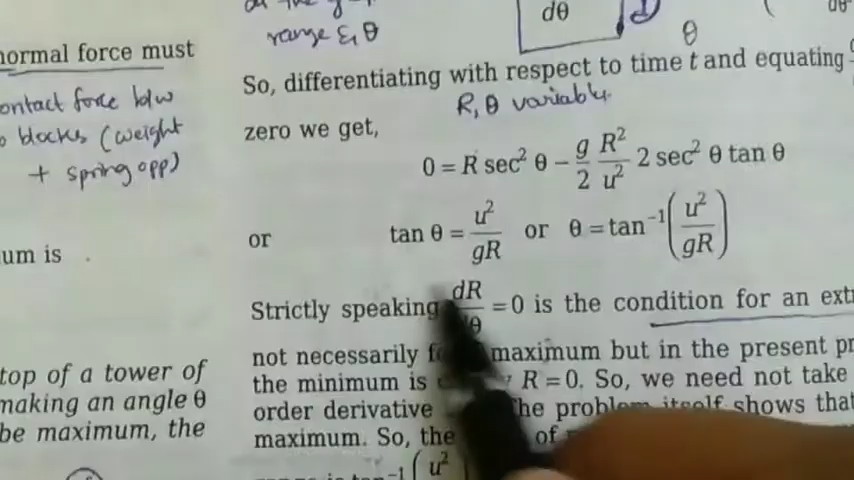 normal force must
ontact force b/w
blocks (weight
+ spring opp)
um is
top of a tower of
making an angle θ
be maximum, the
range & θ
dθ
θ
So, differentiating with respect to time t and equating
R, θ variable.
zero we get,
0 = R sec² θ − g/2 R²/u² 2 sec² θ tan θ
or tan θ = u²/gR or θ = tan⁻¹(u²/gR)
Strictly speaking dR/dθ = 0 is the condition for an ext
not necessarily maximum but in the present
the minimum is R = 0. So, we need not take
order derivative the problem itself shows that
maximum. So, the of
tan⁻¹(u²